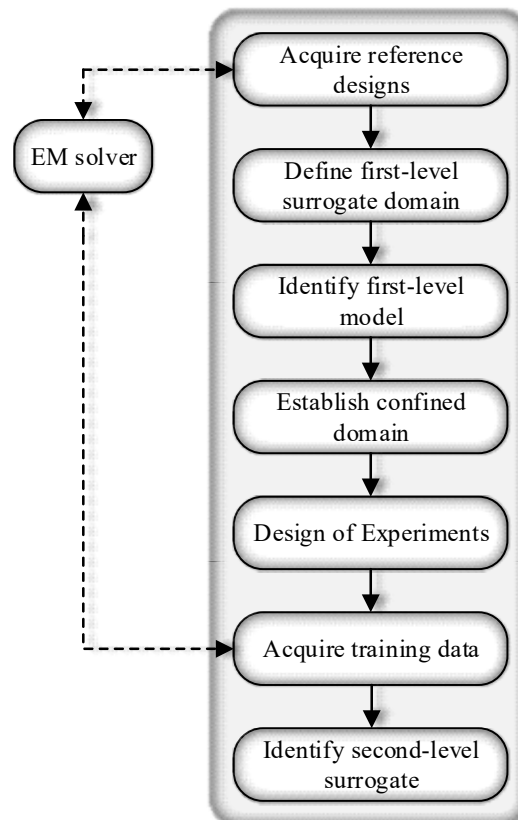 Acquire reference
designs
EM solver
Define first-level
surrogate domain
Identify first-level
model
Establish confined
domain
Design of Experiments
Acquire training data
Identify second-level
surrogate